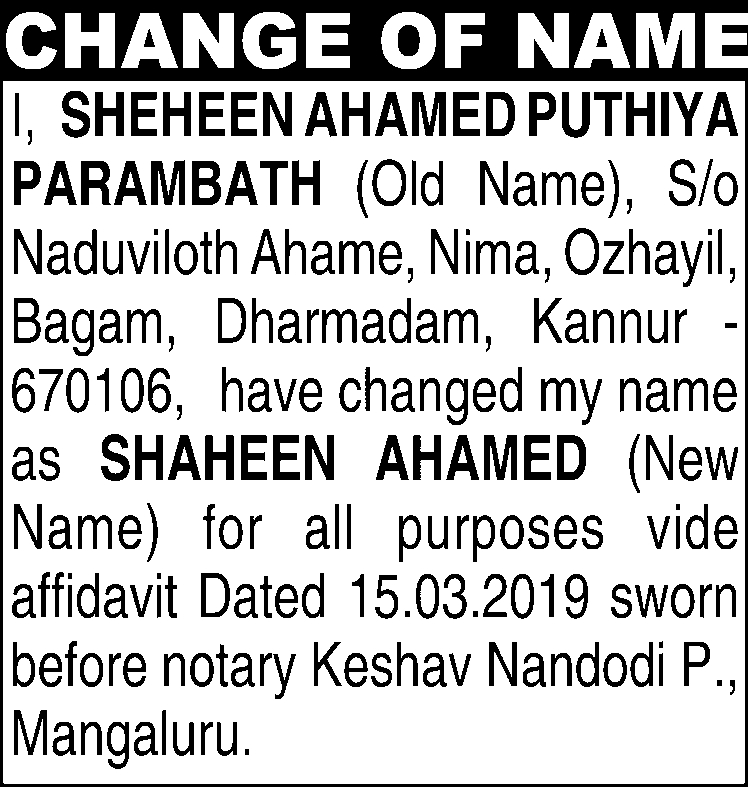 CHANGE OF NAME
I, SHEHEEN AHAMED PUTHIYA
PARAMBATH (Old Name), S/o
Naduviloth Ahame, Nima, Ozhayil,
Bagam, Dharmadam, Kannur -
670106, have changed my name
as SHAHEEN AHAMED (New
Name) for all purposes vide
affidavit Dated 15.03.2019 sworn
before notary Keshav Nandodi P.,
Mangaluru.